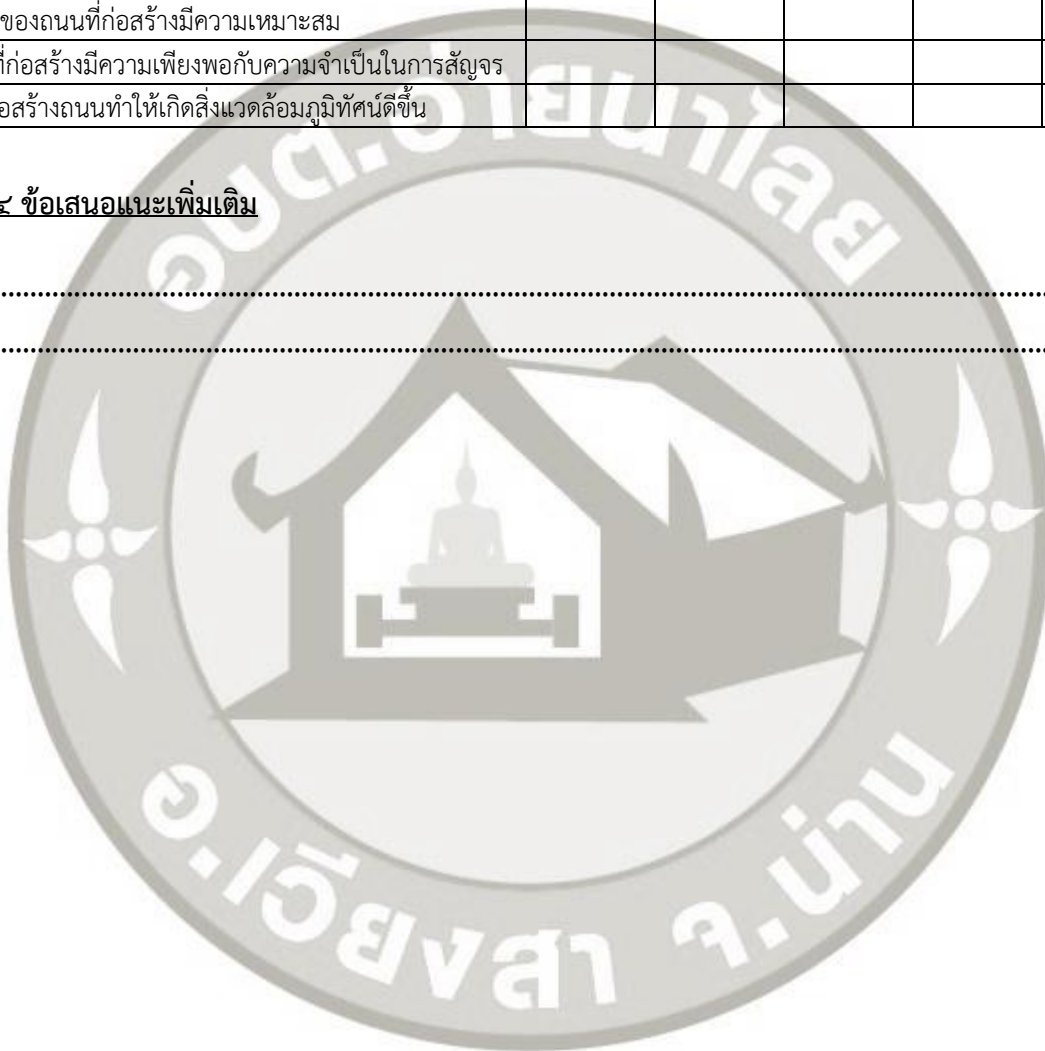 ของถนนที่ก่อสร้างมีความเหมาะสม
ที่ก่อสร้างมีความเพียงพอกับความจำเป็นในการสัญจร
อสร้างถนนทำให้เกิดสิ่งแวดล้อมภูมิทัศน์ดีขึ้น
๔ ข้อเสนอแนะเพิ่มเติม
อบต.อ่ายนาไลย
อ.เวียงสา จ.น่าน